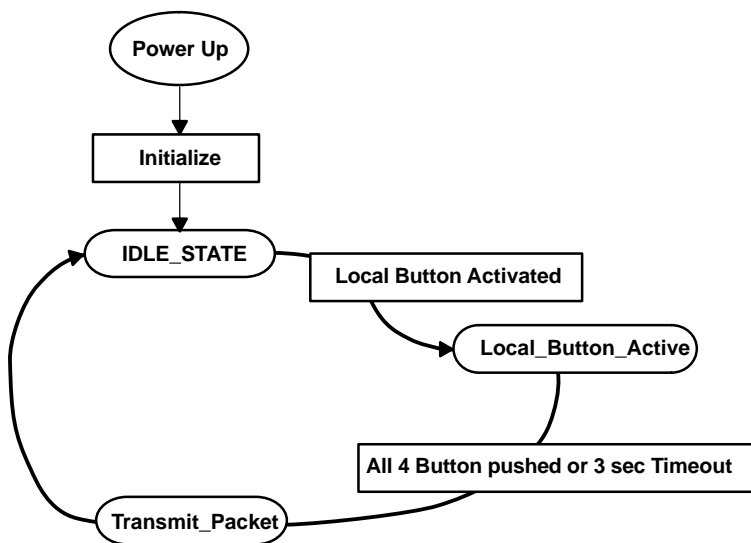 Power Up
Initialize
IDLE_STATE
Local Button Activated
Local_Button_Active
All 4 Button pushed or 3 sec Timeout
Transmit_Packet